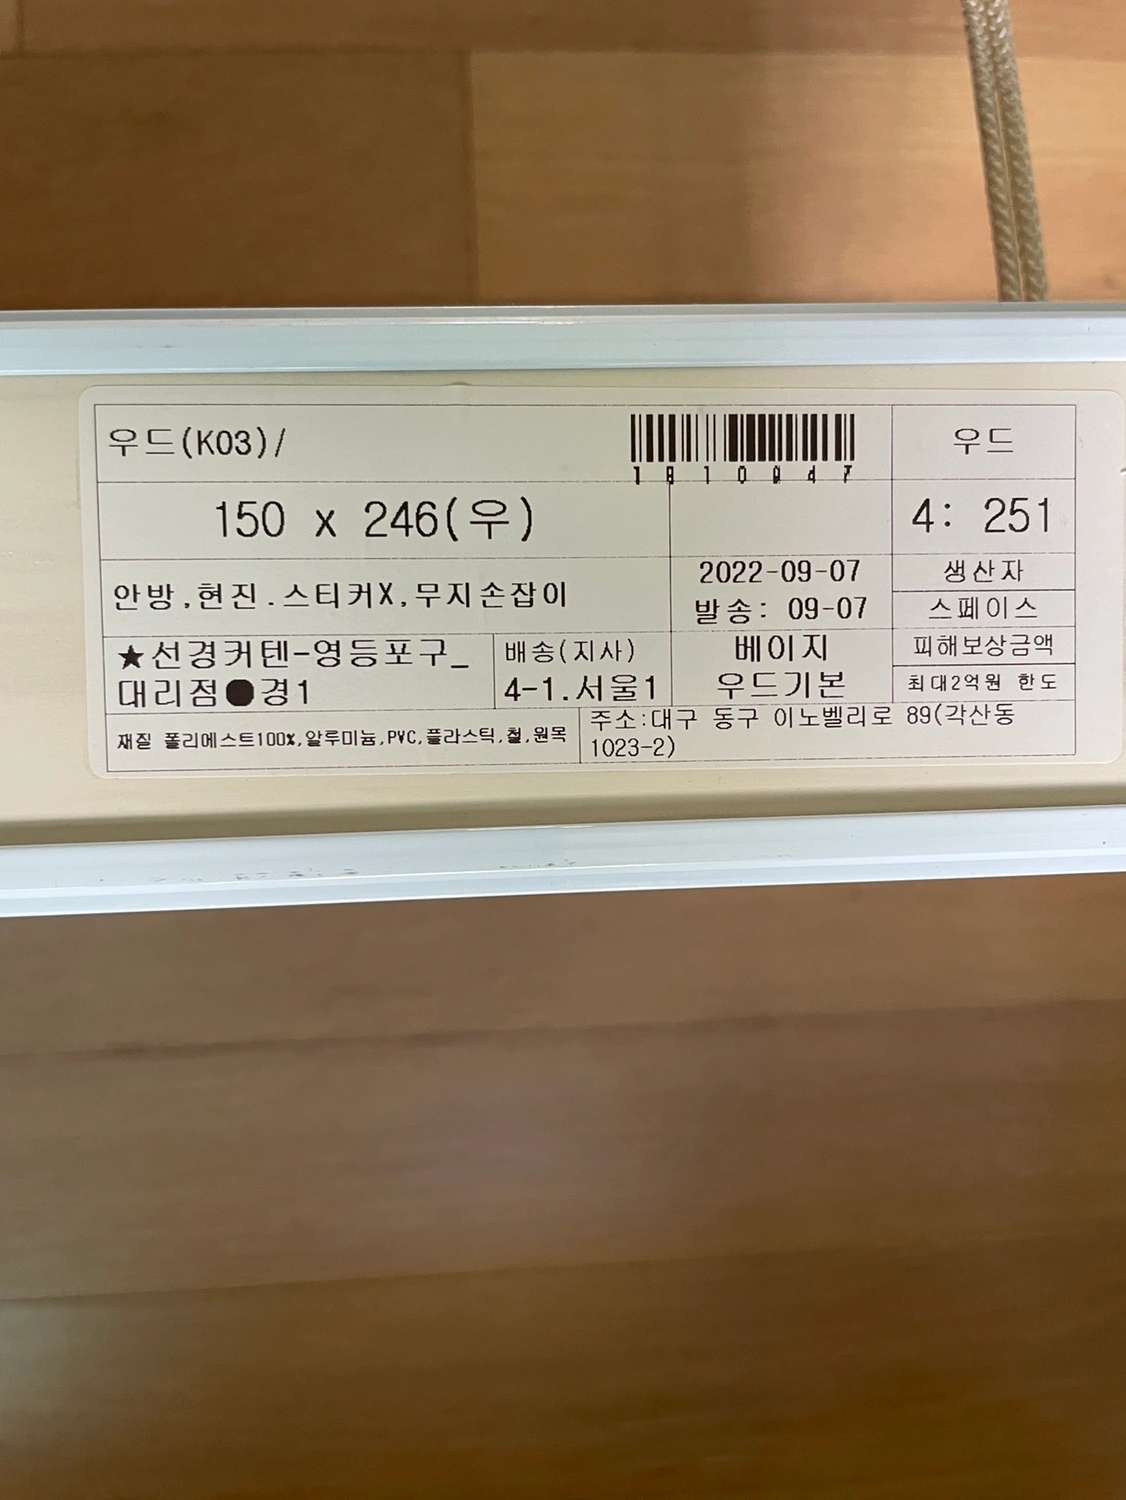 우드(K03)/
1810947
우드
150 x 246(우)
4: 251
안방,현진.스티커X,무지손잡이
2022-09-07
발송: 09-07
생산자
스페이스
★선경커텐-영등포구_
대리점●경1
배송(지사)
4-1.서울1
베이지
우드기본
피해보상금액
최대2억원 한도
재질 폴리에스트100%,알루미늄,PVC,플라스틱,철,원목
주소:대구 동구 이노벨리로 89(각산동
1023-2)